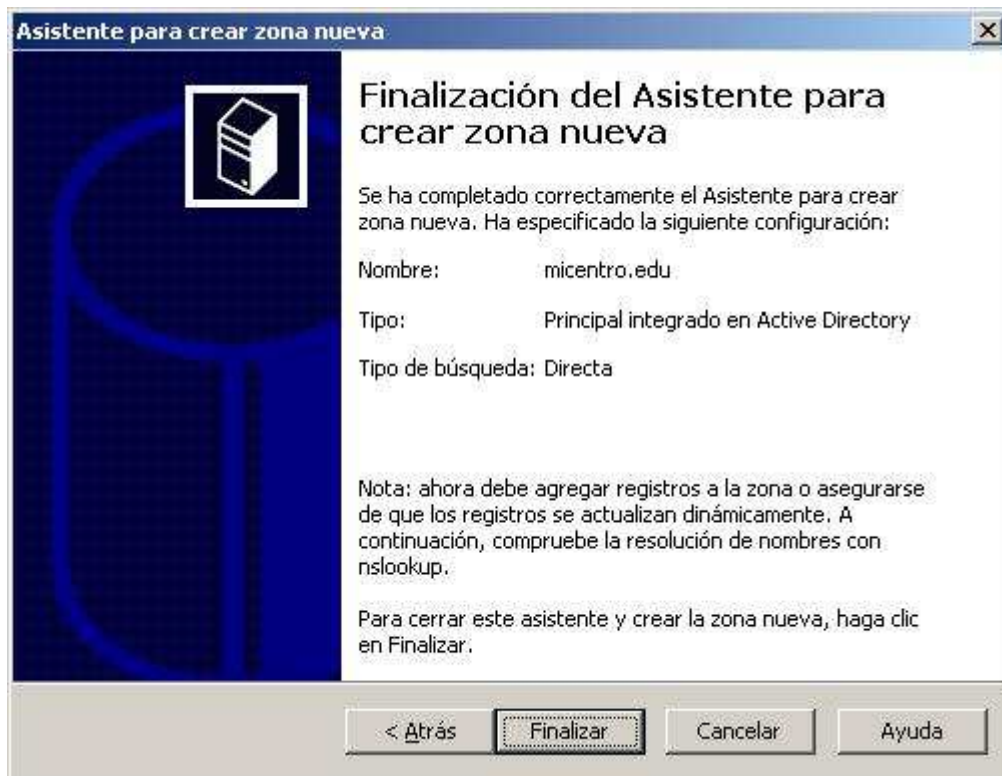 Asistente para crear zona nueva
Finalización del Asistente para
crear zona nueva
Se ha completado correctamente el Asistente para crear
zona nueva. Ha especificado la siguiente configuración:
Nombre: micentro.edu
Tipo: Principal integrado en Active Directory
Tipo de búsqueda: Directa
Nota: ahora debe agregar registros a la zona o asegurarse
de que los registros se actualizan dinámicamente. A
continuación, compruebe la resolución de nombres con
nslookup.
Para cerrar este asistente y crear la zona nueva, haga clic
en Finalizar.
< Atrás Finalizar Cancelar Ayuda